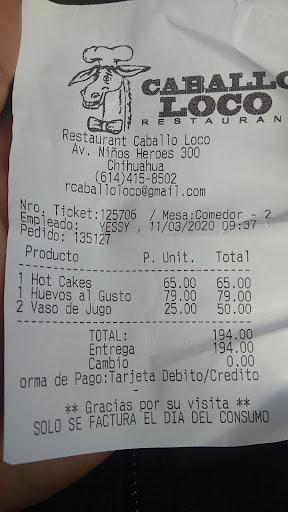 CABALLO
LOCO
RESTAURAN
Restaurant Caballo Loco
Av. Niños Heroes 300
Chihuahua
(614)415-8502
rcaballoloco@gmail.com
Nro. Ticket:125706 / Mesa:Comedor - 2
Empleado: YESSY , 11/03/2020 09:37
Pedido: 135127
Producto P. Unit. Total
1 Hot Cakes 65.00 65.00
1 Huevos al Gusto 79.00 79.00
2 Vaso de Jugo 25.00 50.00
TOTAL: 194.00
Entrega 194.00
Cambio 0.00
orma de Pago:Tarjeta Debito/Credito
-
** Gracias por su visita **
SOLO SE FACTURA EL DIA DEL CONSUMO